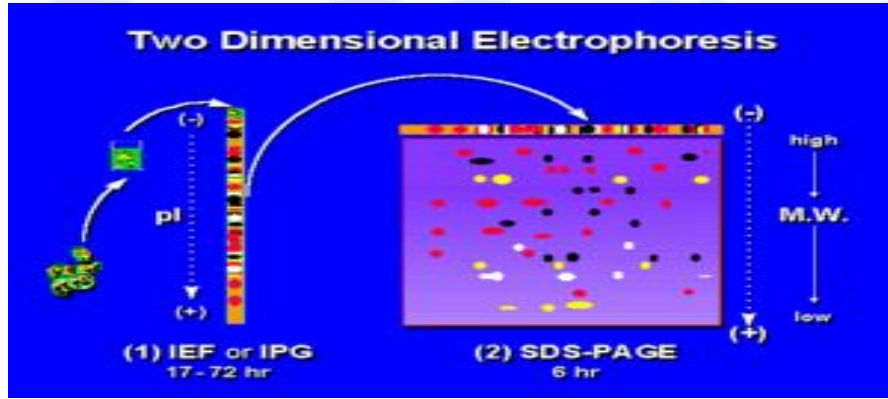 Two Dimensional Electrophoresis
(-)
pI
(+)
(1) IEF or IPG
17-72 hr
(-)
high
M.W.
low
(+)
(2) SDS-PAGE
6 hr